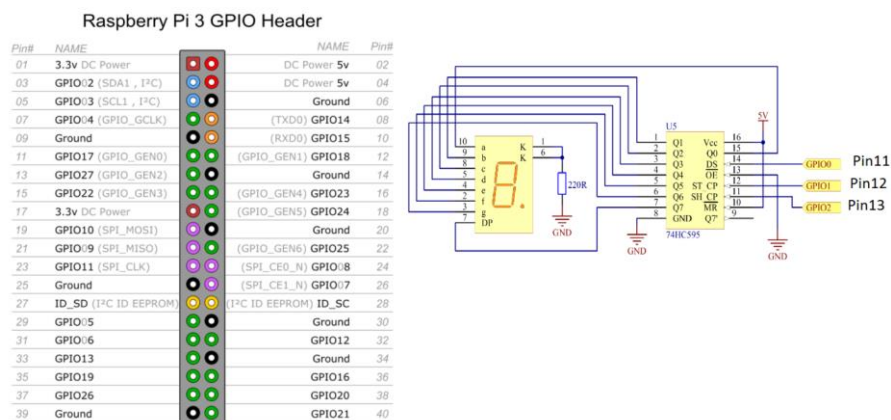 Raspberry Pi 3 GPIO Header
Pin# NAME NAME Pin#
01 3.3v DC Power DC Power 5v 02
03 GPIO02 (SDA1 , I²C) DC Power 5v 04
05 GPIO03 (SCL1 , I²C) Ground 06
07 GPIO04 (GPIO_GCLK) (TXD0) GPIO14 08
09 Ground (RXD0) GPIO15 10
11 GPIO17 (GPIO_GEN0) (GPIO_GEN1) GPIO18 12
13 GPIO27 (GPIO_GEN2) Ground 14
15 GPIO22 (GPIO_GEN3) (GPIO_GEN4) GPIO23 16
17 3.3v DC Power (GPIO_GEN5) GPIO24 18
19 GPIO10 (SPI_MOSI) Ground 20
21 GPIO09 (SPI_MISO) (GPIO_GEN6) GPIO25 22
23 GPIO11 (SPI_CLK) (SPI_CE0_N) GPIO08 24
25 Ground (SPI_CE1_N) GPIO07 26
27 ID_SD (I²C ID EEPROM) (I²C ID EEPROM) ID_SC 28
29 GPIO05 Ground 30
31 GPIO06 GPIO12 32
33 GPIO13 Ground 34
35 GPIO19 GPIO16 36
37 GPIO26 GPIO20 38
39 Ground GPIO21 40
10 a K 1
9 b K 6
8 c
5 d
4 e
2 f
3 g
7 DP
8.
220R
GND
U5
5V
1 Q1 Vcc 16
2 Q2 Q0 15
3 Q3 DS 14 GPIO0 Pin11
4 Q4 OE 13
5 Q5 ST CP 12 GPIO1 Pin12
6 Q6 SH CP 11 GPIO2 Pin13
7 Q7 MR 10
8 GND Q7' 9
74HC595
GND
GND